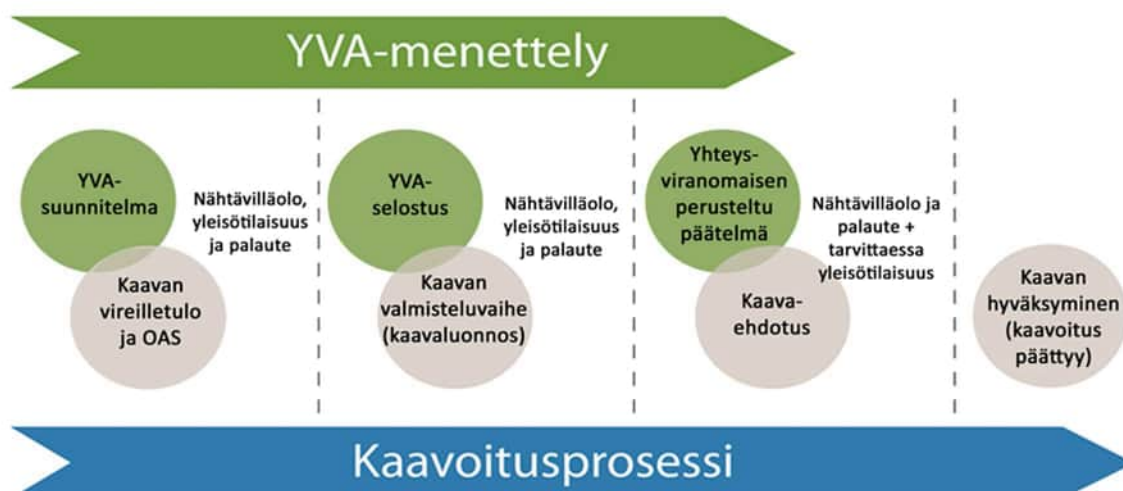 YVA-menettely
YVA-
suunnitelma
Nähtävilläolo,
yleisötilaisuus
ja palaute
Kaavan
vireilletulo
ja OAS
YVA-
selostus
Nähtävilläolo,
yleisötilaisuus
ja palaute
Kaavan
valmisteluvaihe
(kaavaluonnos)
Yhteys-
viranomaisen
perusteltu
päätelmä
Nähtävilläolo ja
palaute +
tarvittaessa
yleisötilaisuus
Kaava-
ehdotus
Kaavan
hyväksyminen
(kaavoitus
päättyy)
Kaavoitusprosessi